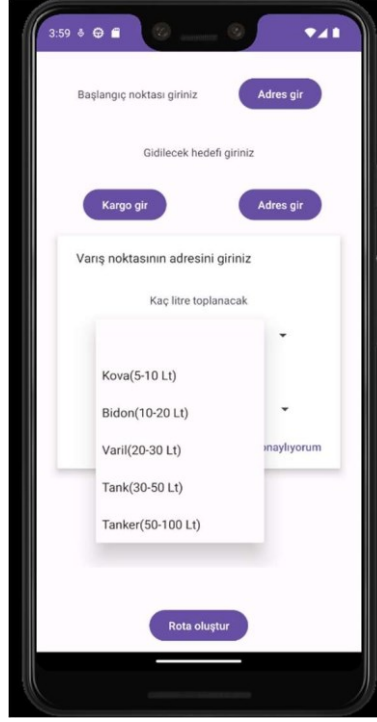 3:59
Başlangıç noktası giriniz
Adres gir
Gidilecek hedefi giriniz
Kargo gir
Adres gir
Varış noktasının adresini giriniz
Kaç litre toplanacak
Kova(5-10 Lt)
Bidon(10-20 Lt)
Varil(20-30 Lt)
onaylıyorum
Tank(30-50 Lt)
Tanker(50-100 Lt)
Rota oluştur